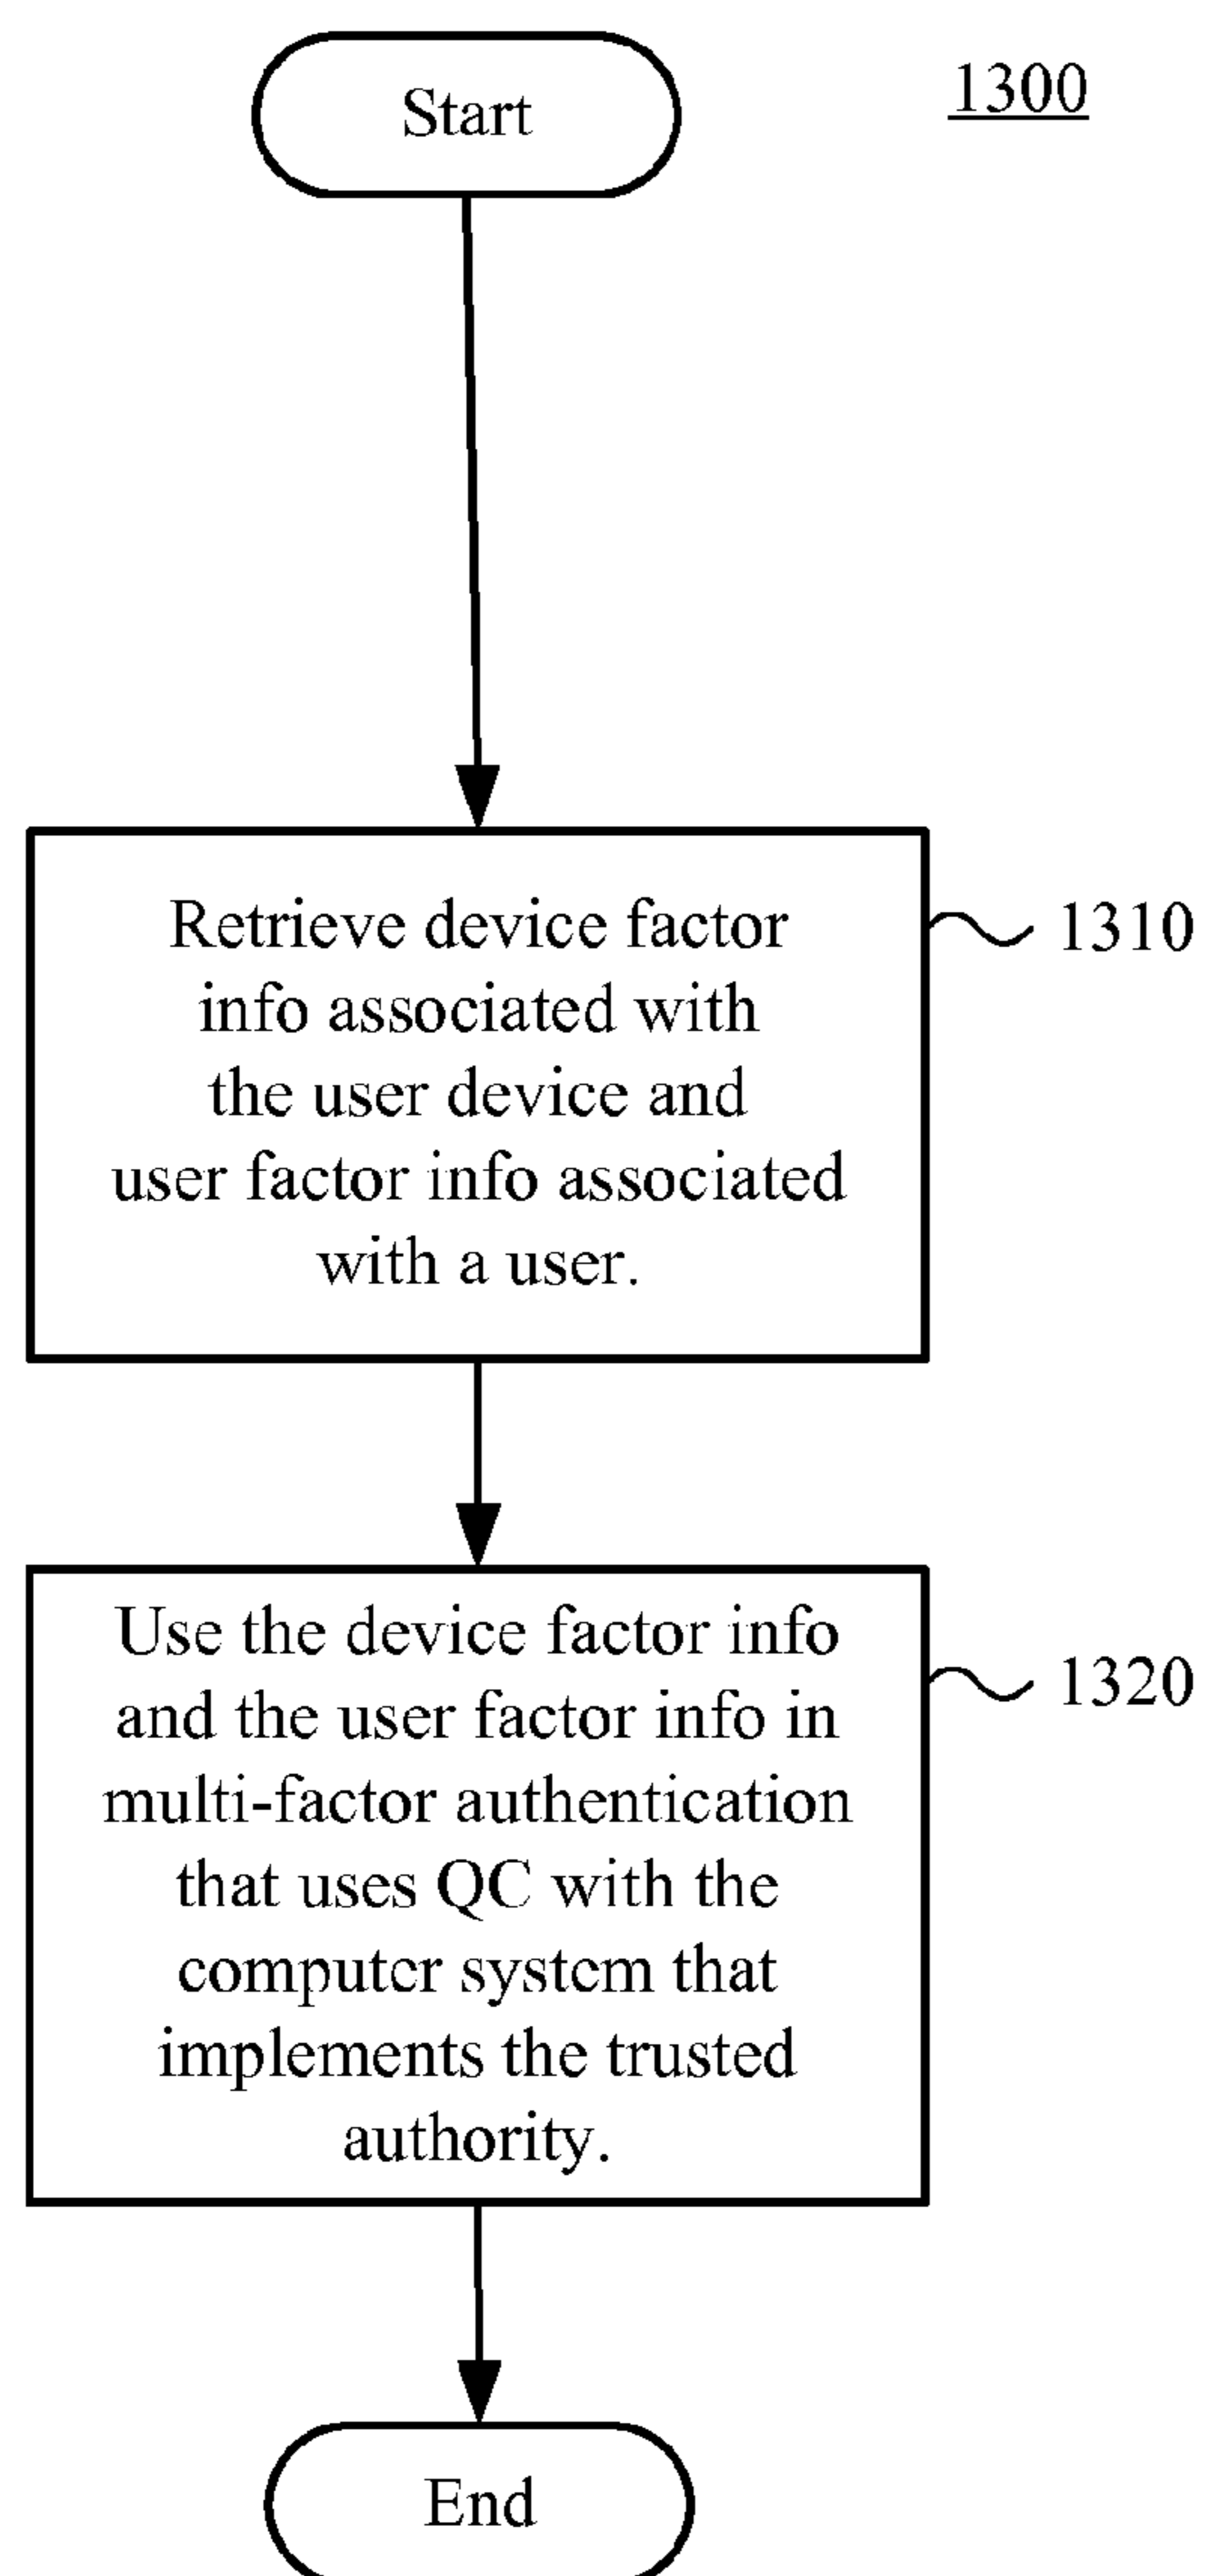 Start
1300
Retrieve device factor
info associated with
the user device and
user factor info associated
with a user.
1310
Use the device factor info
and the user factor info in
multi-factor authentication
that uses QC with the
computer system that
implements the trusted
authority.
1320
End